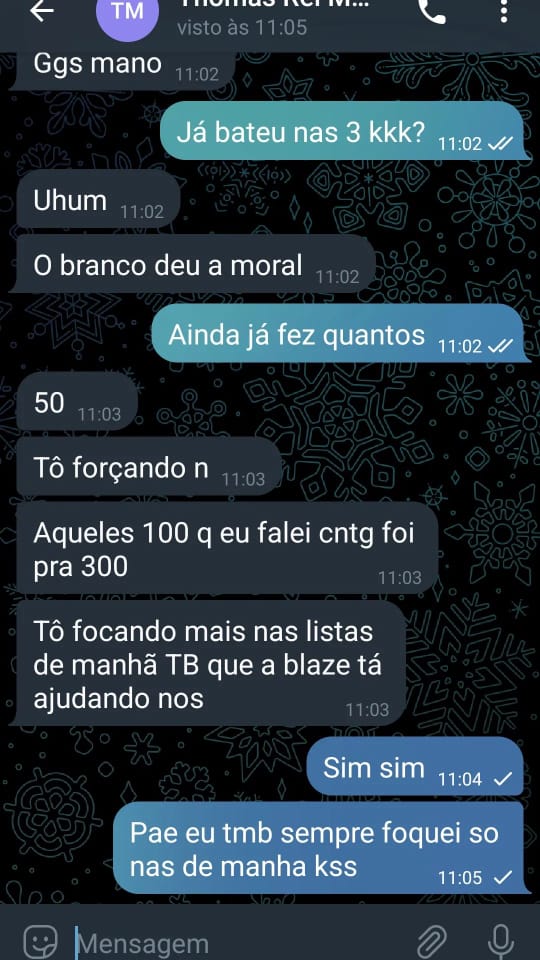 TM
visto às 11:05
Ggs mano 11:02
Já bateu nas 3 kkk? 11:02
Uhum 11:02
O branco deu a moral 11:02
Ainda já fez quantos 11:02
50 11:03
Tô forçando n 11:03
Aqueles 100 q eu falei cntg foi
pra 300 11:03
Tô focando mais nas listas
de manhã TB que a blaze tá
ajudando nos 11:03
Sim sim 11:04
Pae eu tmb sempre foquei so
nas de manha kss 11:05
Mensagem